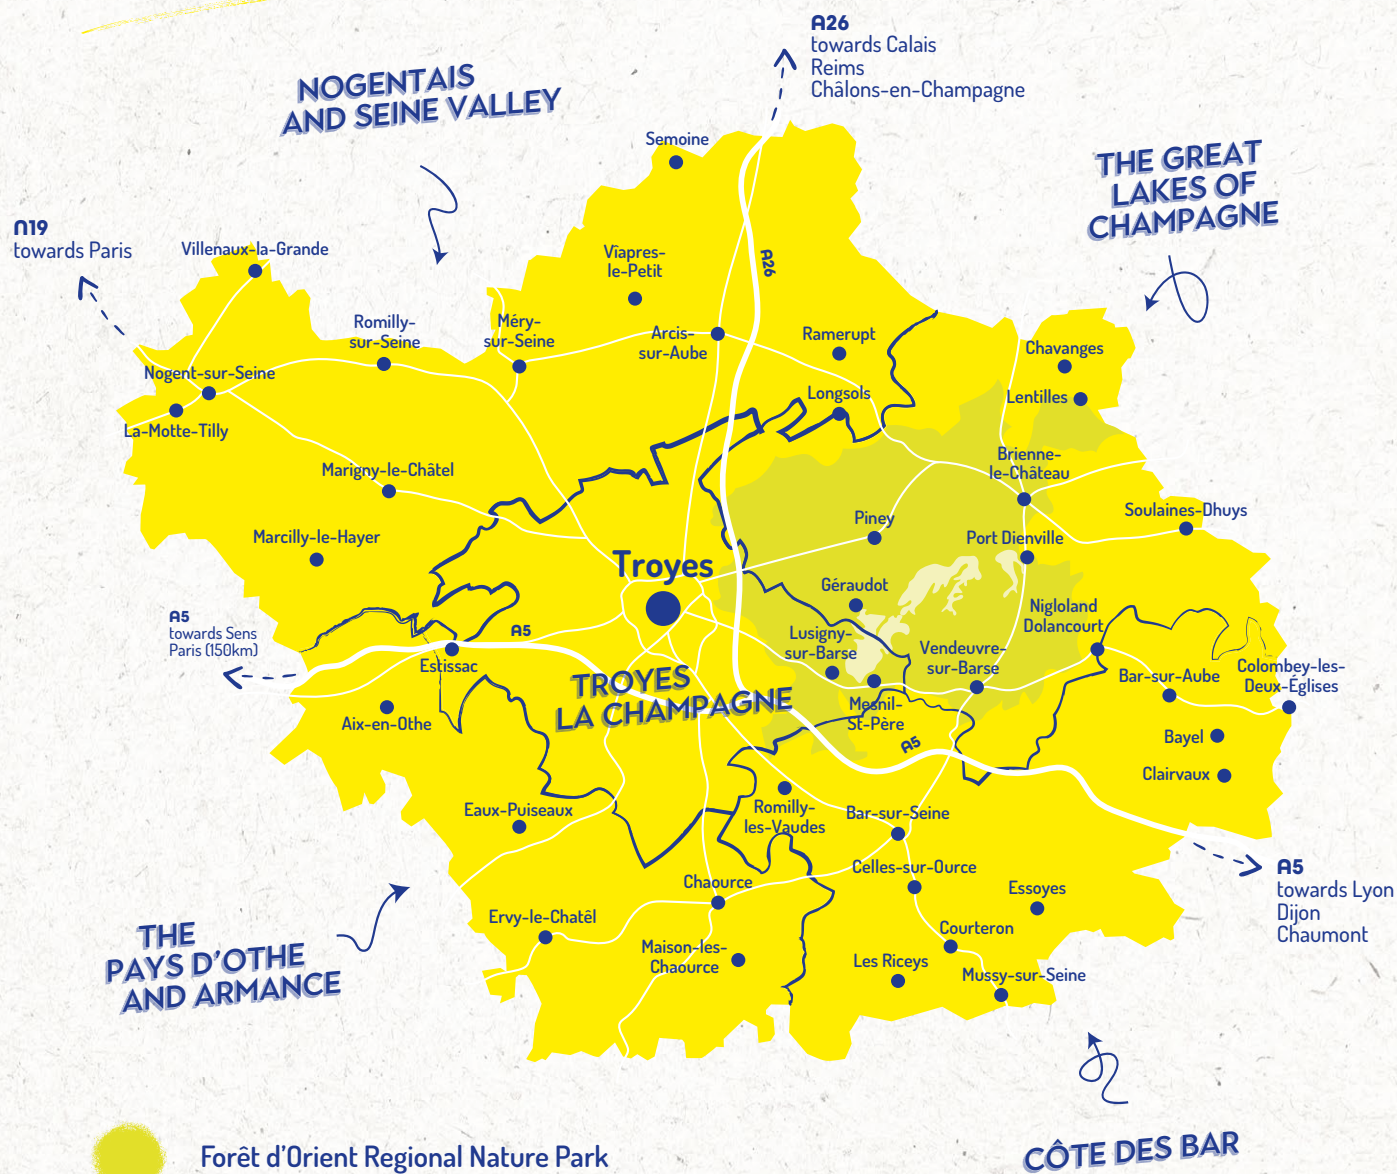 A26
towards Calais
Reims
Châlons-en-Champagne
NOGENTAIS
AND SEINE VALLEY
THE GREAT
LAKES OF
CHAMPAGNE
N19
towards Paris
Semoine
Villenaux-la-Grande
Viapres-
le-Petit
A26
Romilly-
sur-Seine
Méry-
sur-Seine
Arcis-
sur-Aube
Ramerupt
Chavanges
Nogent-sur-Seine
Longsols
Lentilles
La-Motte-Tilly
Marigny-le-Châtel
Brienne-
le-Château
Soulaines-Dhuys
Marcilly-le-Hayer
Piney
Port Dienville
Troyes
Géraudot
Nigloland
Dolancourt
A5
towards Sens
Paris (150km)
A5
Lusigny-
sur-Barse
Vendeuvre-
sur-Barse
Estissac
Bar-sur-Aube
Colombey-les-
Deux-Églises
TROYES
LA CHAMPAGNE
Mesnil-
St-Père
Aix-en-Othe
A5
Bayel
Clairvaux
Eaux-Puiseaux
Romilly-
les-Vaudes
Bar-sur-Seine
A5
towards Lyon
Dijon
Chaumont
Celles-sur-Ource
Chaource
Essoyes
Ervy-le-Chatêl
Courteron
THE
PAYS D'OTHE
AND ARMANCE
Maison-les-
Chaource
Les Riceys
Mussy-sur-Seine
CÔTE DES BAR
Forêt d'Orient Regional Nature Park